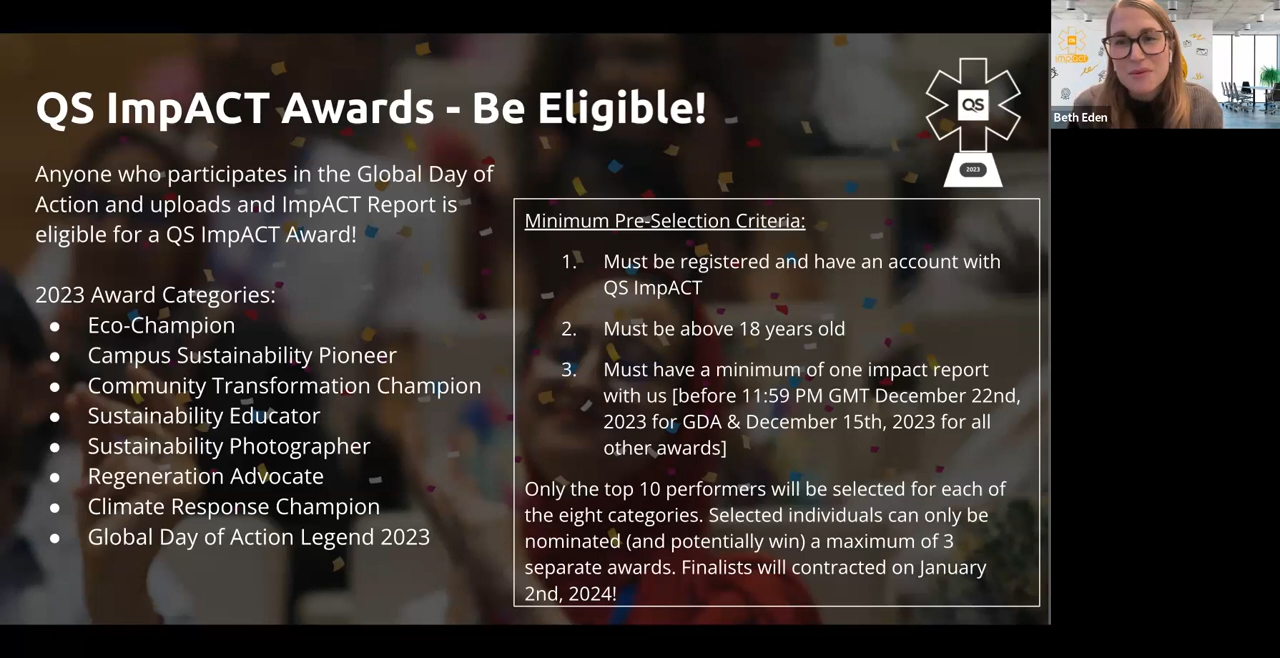 QS ImpACT Awards - Be Eligible!
QS
2023
Anyone who participates in the Global Day of
Action and uploads and ImpACT Report is
eligible for a QS ImpACT Award!
2023 Award Categories:
● Eco-Champion
● Campus Sustainability Pioneer
● Community Transformation Champion
● Sustainability Educator
● Sustainability Photographer
● Regeneration Advocate
● Climate Response Champion
● Global Day of Action Legend 2023
Minimum Pre-Selection Criteria:
1. Must be registered and have an account with
QS ImpACT
2. Must be above 18 years old
3. Must have a minimum of one impact report
with us [before 11:59 PM GMT December 22nd,
2023 for GDA & December 15th, 2023 for all
other awards]
Only the top 10 performers will be selected for each of
the eight categories. Selected individuals can only be
nominated (and potentially win) a maximum of 3
separate awards. Finalists will contracted on January
2nd, 2024!
impACT
Beth Eden